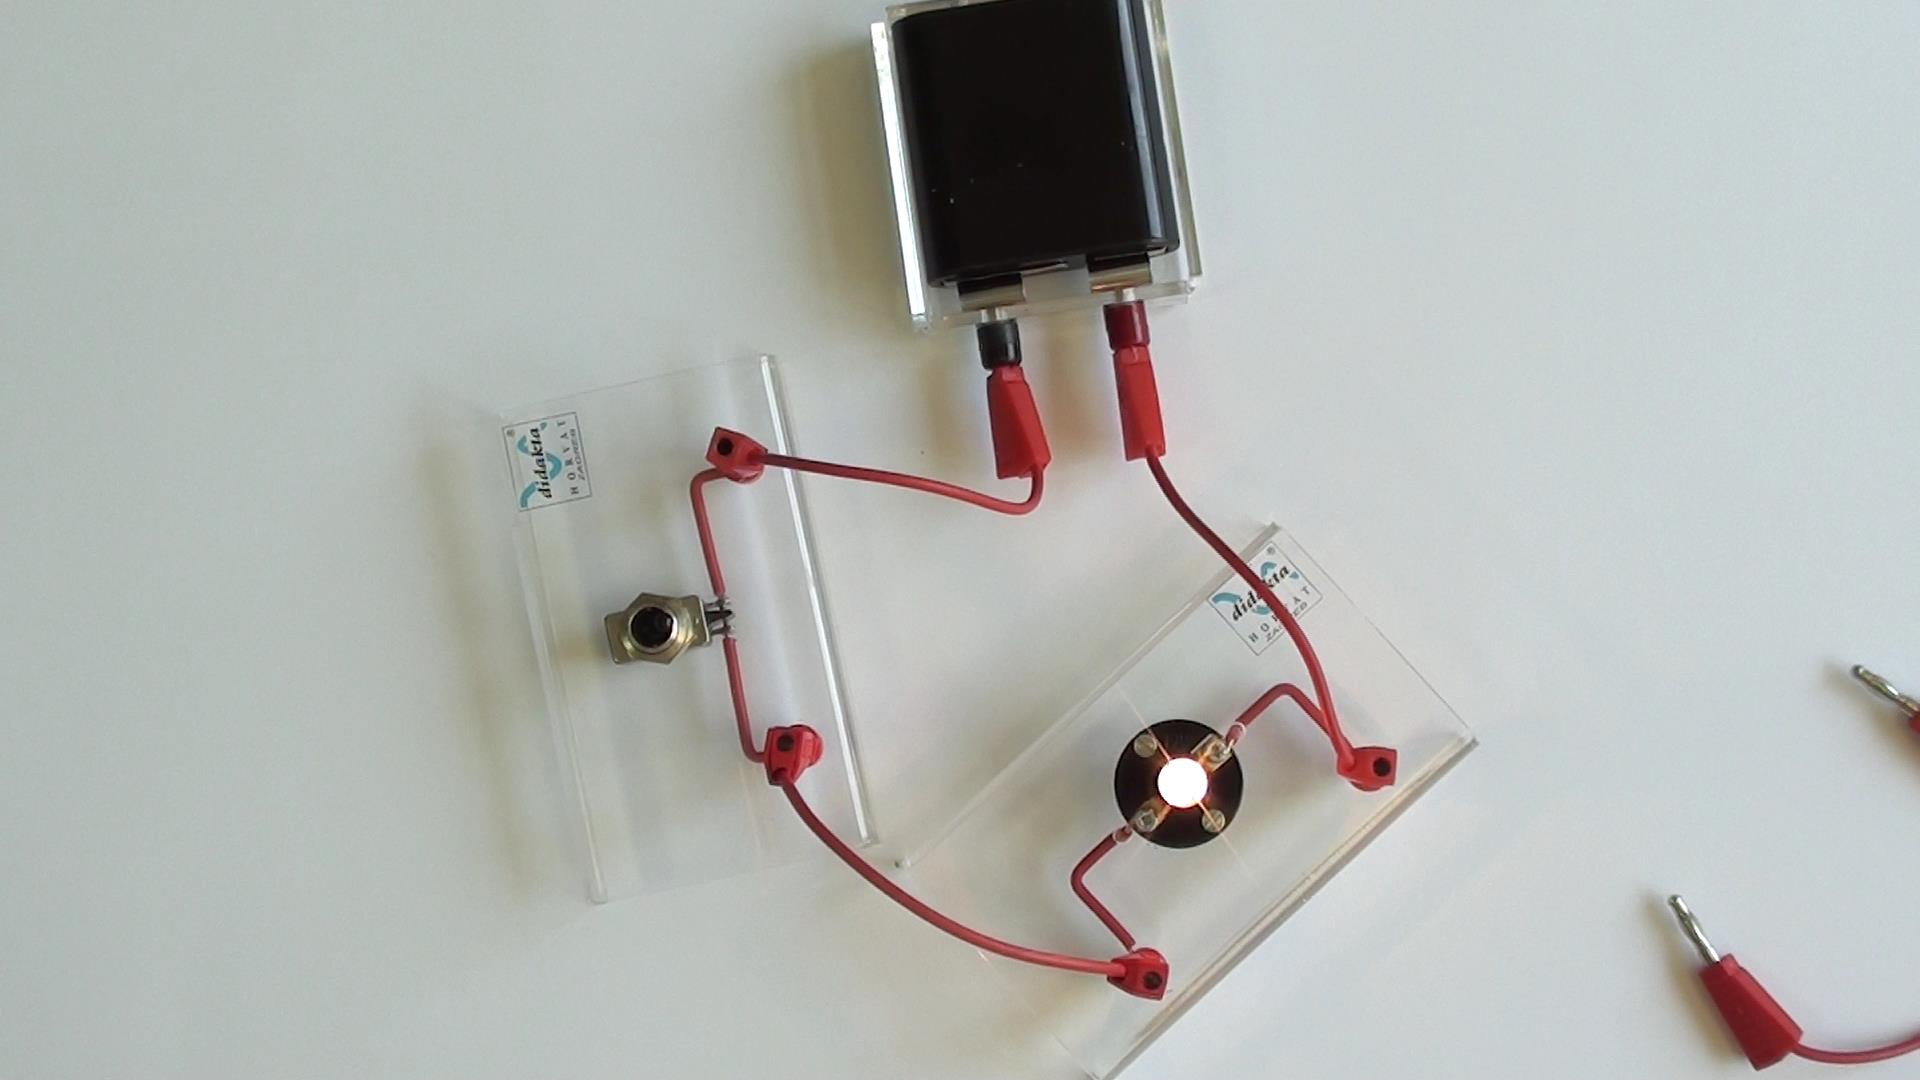 didakta®
HORVAT
ZAGREB
didakta®
HORVAT
ZAGREB